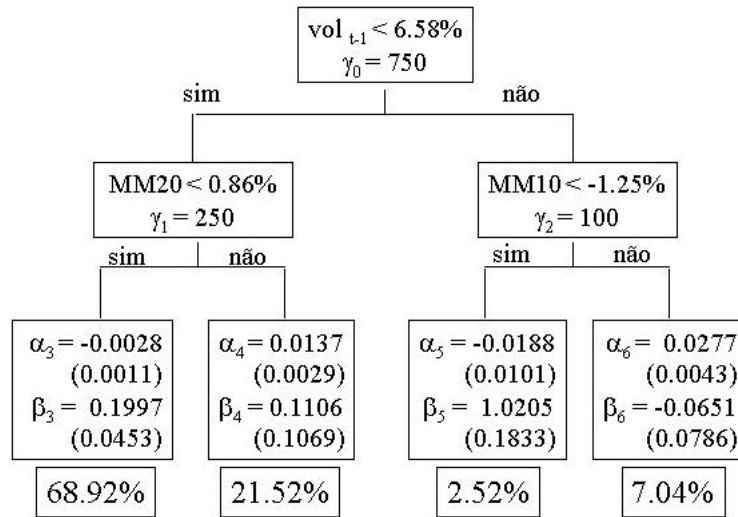 vol t-1 < 6.58%
γ0 = 750
sim
não
MM20 < 0.86%
γ1 = 250
MM10 < -1.25%
γ2 = 100
sim
não
sim
não
α3 = -0.0028
(0.0011)
β3 = 0.1997
(0.0453)
α4 = 0.0137
(0.0029)
β4 = 0.1106
(0.1069)
α5 = -0.0188
(0.0101)
β5 = 1.0205
(0.1833)
α6 = 0.0277
(0.0043)
β6 = -0.0651
(0.0786)
68.92%
21.52%
2.52%
7.04%